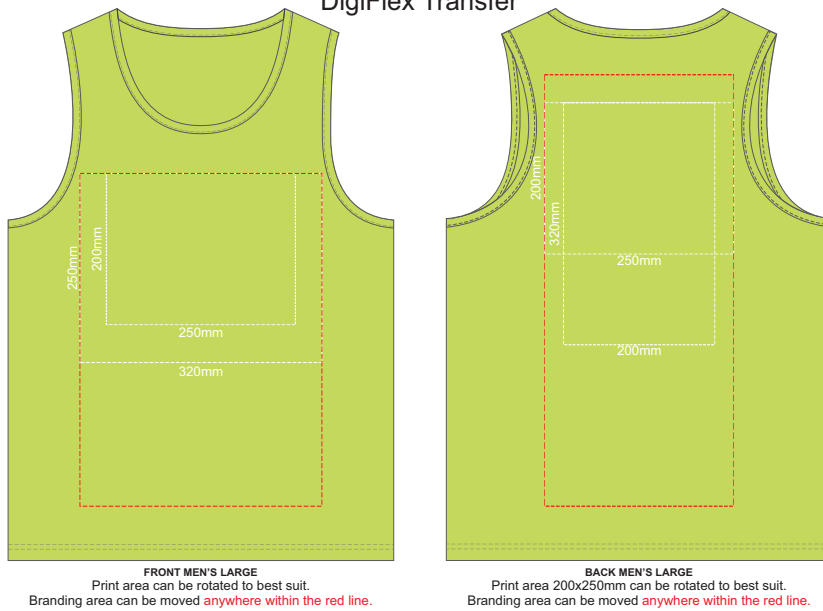 DigiFlex Transfer
250mm
200mm
250mm
320mm
200mm
320mm
250mm
200mm
FRONT MEN'S LARGE
Print area can be rotated to best suit.
Branding area can be moved anywhere within the red line.
BACK MEN'S LARGE
Print area 200x250mm can be rotated to best suit.
Branding area can be moved anywhere within the red line.